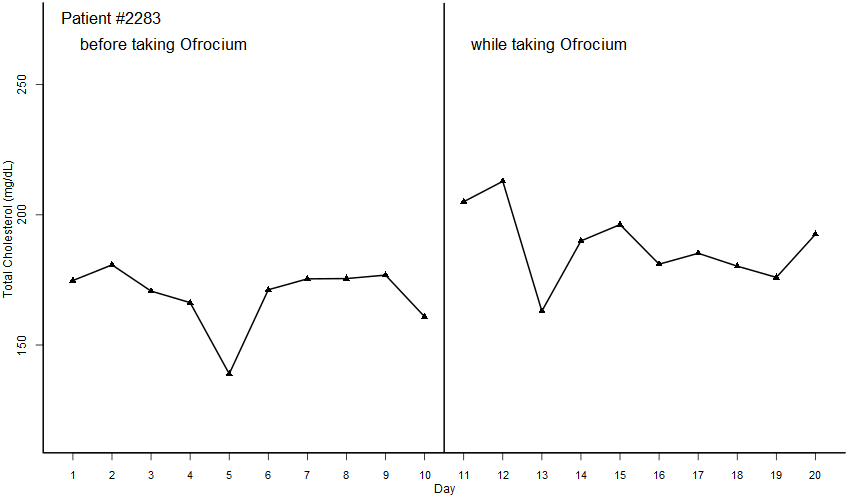 Patient #2283
before taking Ofrocium
while taking Ofrocium
Total Cholesterol (mg/dL)
250
200
150
1 2 3 4 5 6 7 8 9 10 11 12 13 14 15 16 17 18 19 20
Day